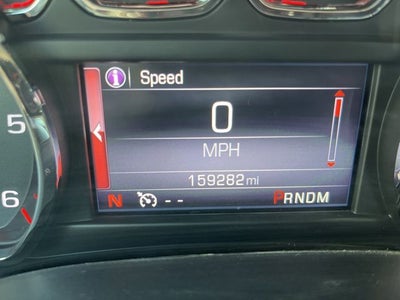 i Speed
0
5
MPH
159282 mi
6
N -- PRNDM